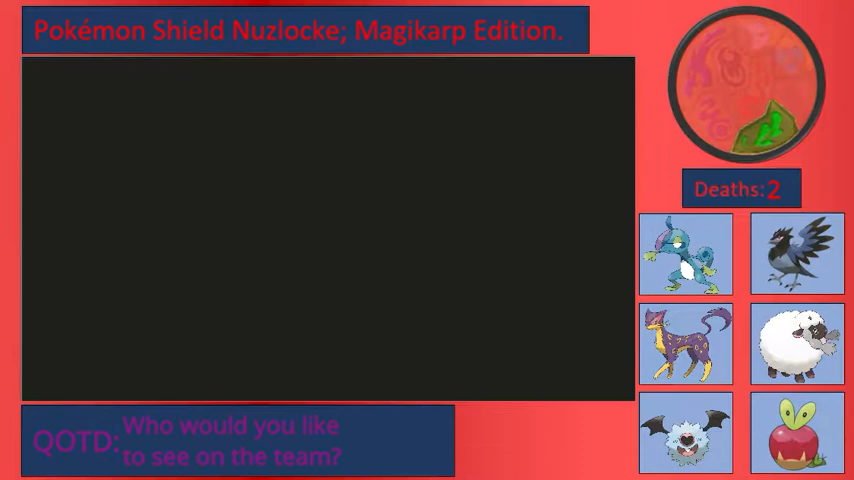 Pokémon Shield Nuzlocke; Magikarp Edition.
Deaths:2
QOTD:
Who would you like
to see on the team?